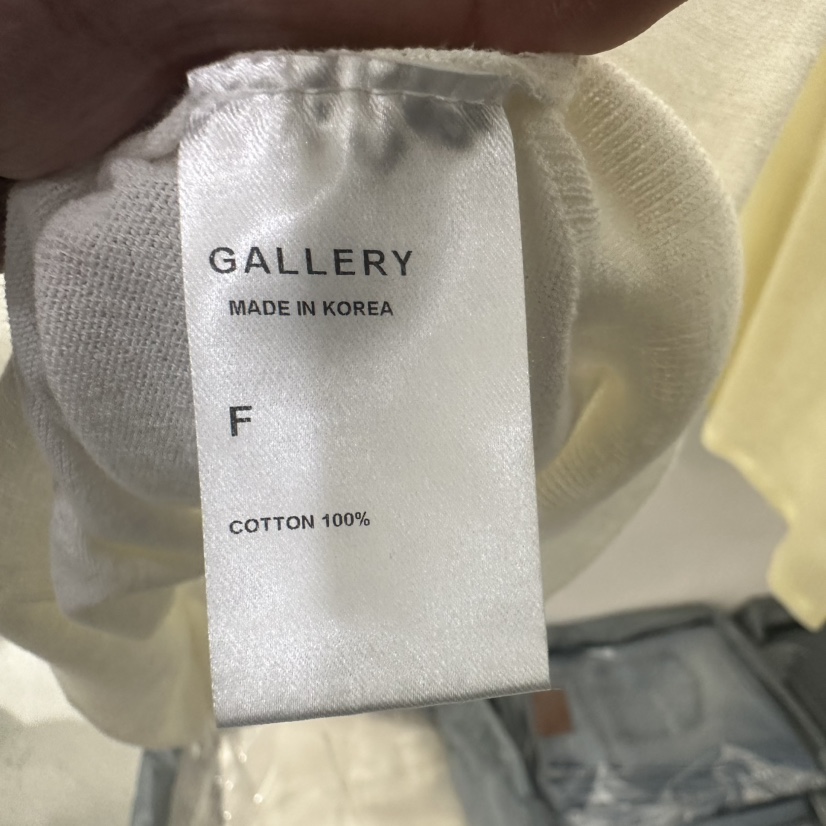 GALLERY
MADE IN KOREA
F
COTTON 100%